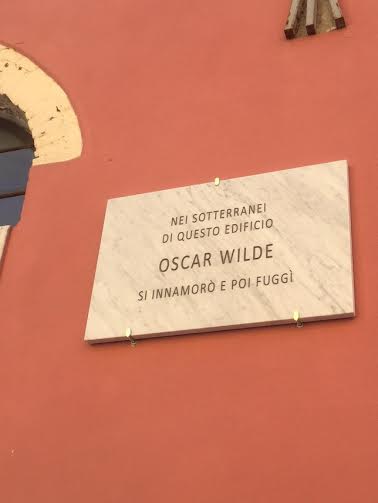 NEI SOTTERRANEI
DI QUESTO EDIFICIO
OSCAR WILDE
SI INNAMORÒ E POI FUGGÌ